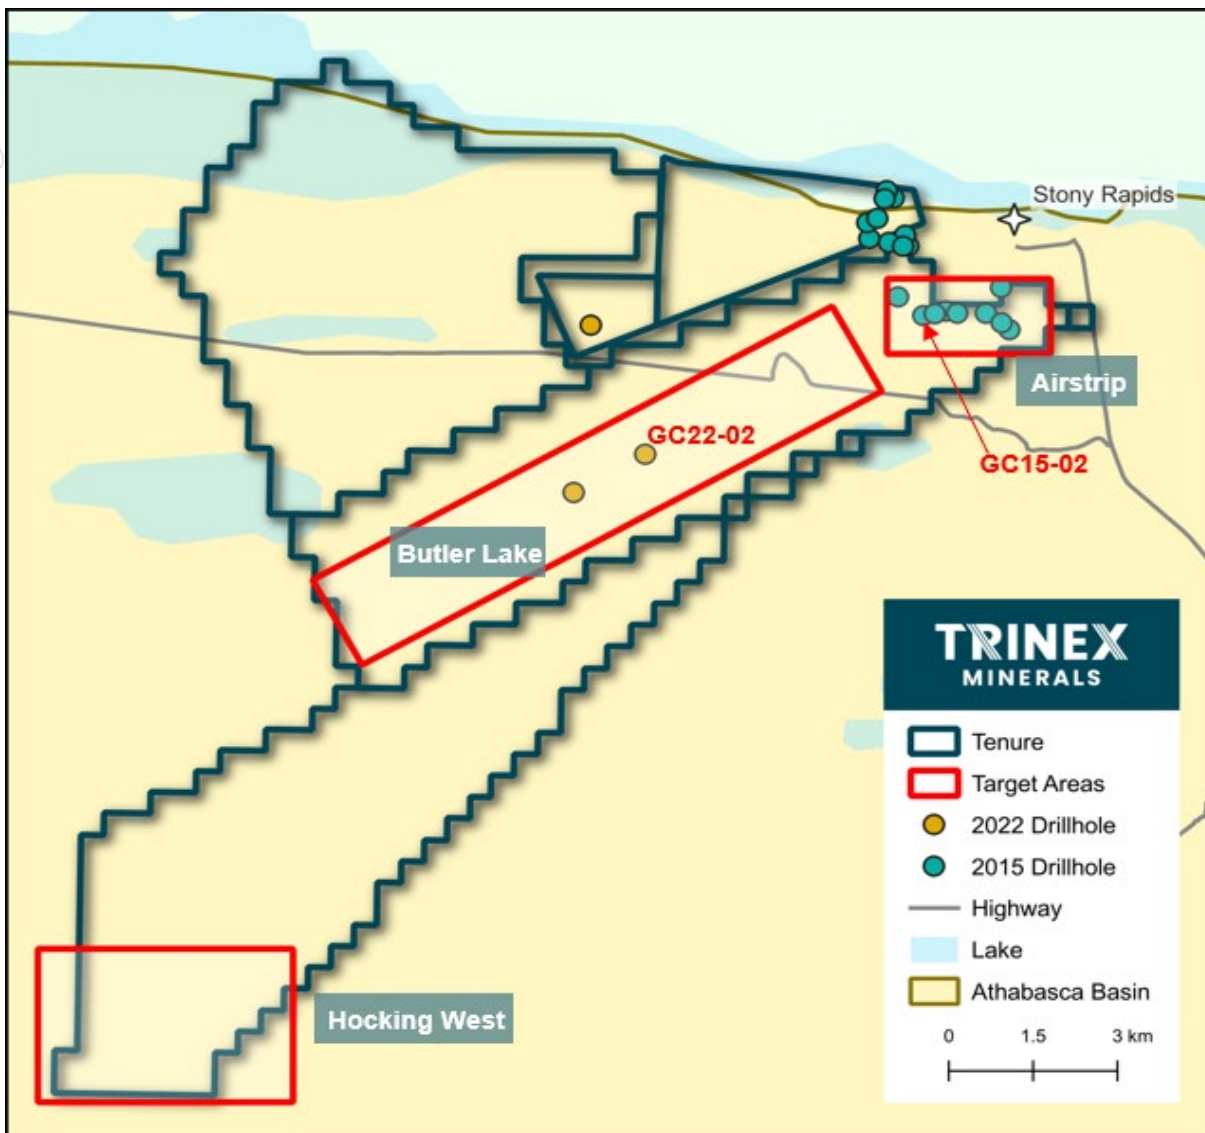 Stony Rapids
Airstrip
GC22-02
GC15-02
Butler Lake
Hocking West
TRINEX
MINERALS
Tenure
Target Areas
2022 Drillhole
2015 Drillhole
Highway
Lake
Athabasca Basin
0 1.5 3 km